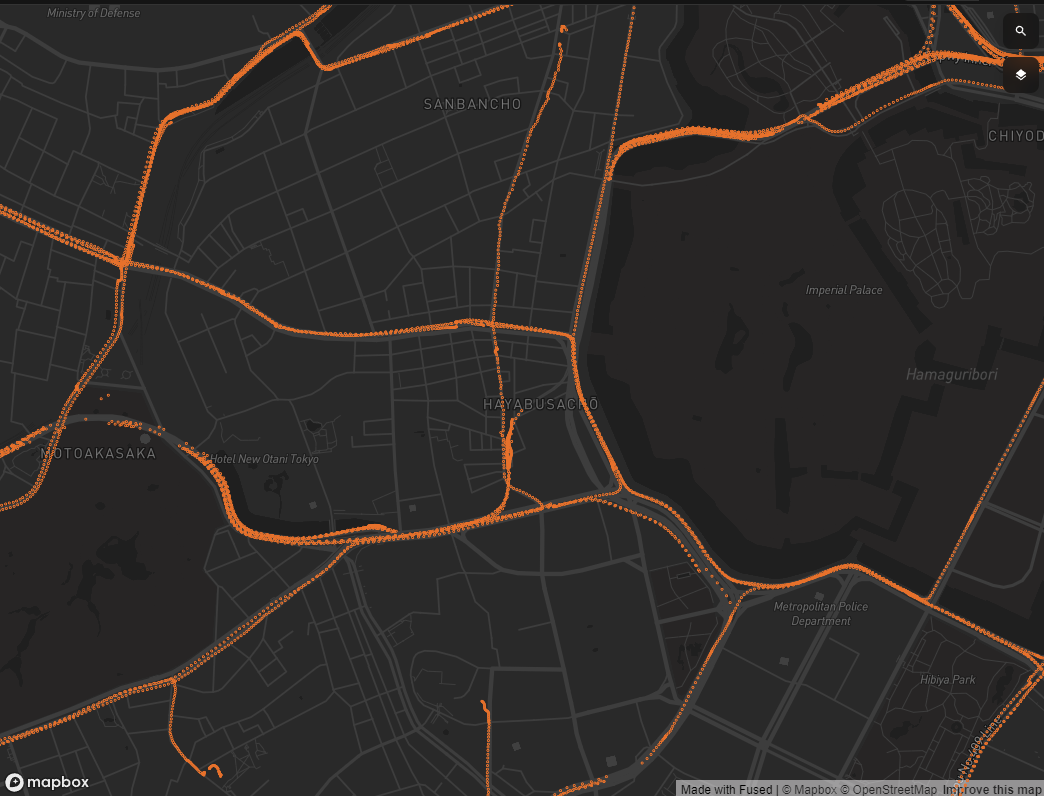 Ministry of Defense
SANBANCHO
CHIYOD
Imperial Palace
Hamaguribori
HAYABUSACHŌ
MOTOAKASAKA
Hotel New Otani Tokyo
Metropolitan Police
Department
Hibiya Park
mapbox
Made with Fused | © Mapbox © OpenStreetMap Improve this map